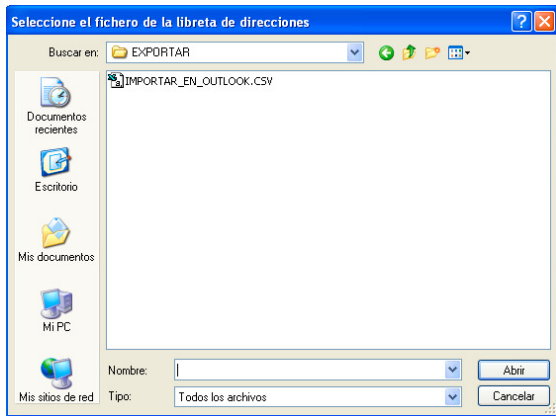 Seleccione el fichero de la libreta de direcciones
Buscar en: EXPORTAR
IMPORTAR_EN_OUTLOOK.CSV
Documentos
recientes
Escritorio
Mis documentos
Mi PC
Mis sitios de red
Nombre:
Abrir
Tipo: Todos los archivos
Cancelar